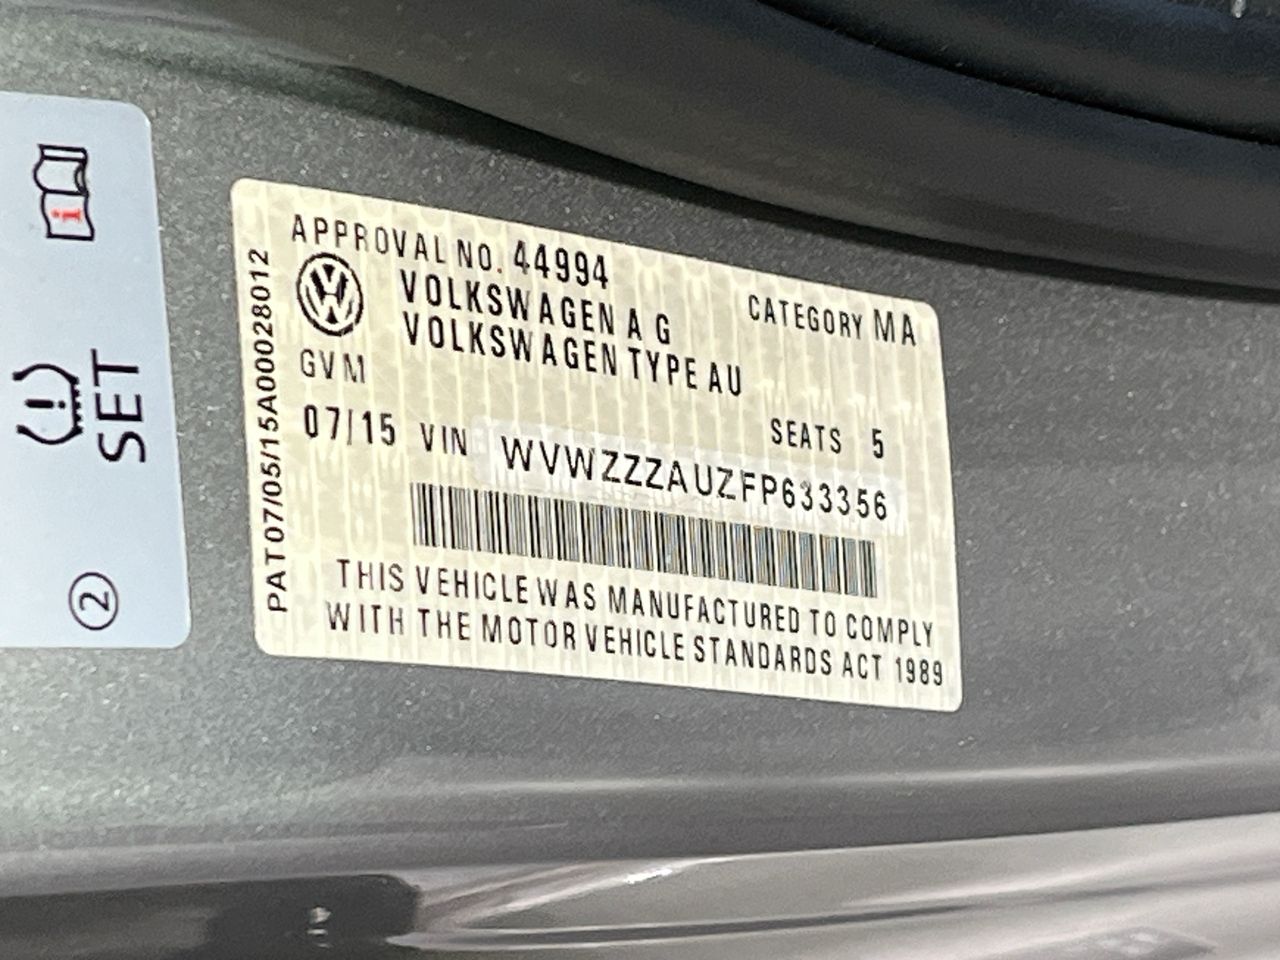 i
SET
2
PAT07/05/15A00028012
APPROVAL NO. 44994
VOLKSWAGEN A G
CATEGORY MA
VOLKSWAGEN TYPE AU
GVM
SEATS 5
07/15 VIN WVWZZZAUZFP633356
THIS VEHICLE WAS MANUFACTURED TO COMPLY
WITH THE MOTOR VEHICLE STANDARDS ACT 1989